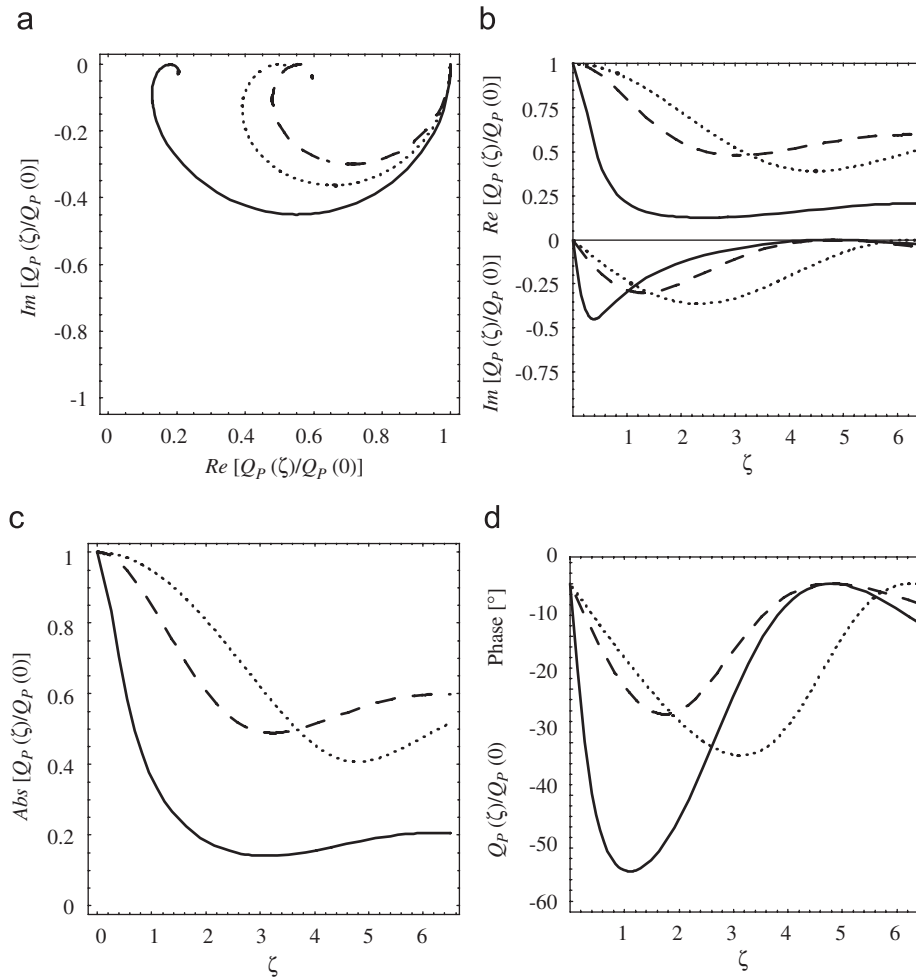 a
0
-0.2
-0.4
-0.6
-0.8
-1
Im [Q_P (ζ)/Q_P (0)]
0 0.2 0.4 0.6 0.8 1
Re [Q_P (ζ)/Q_P (0)]
b
1
0.75
0.5
0.25
0
-0.25
-0.5
-0.75
Re [Q_P (ζ)/Q_P (0)]
Im [Q_P (ζ)/Q_P (0)]
1 2 3 4 5 6
ζ
c
1
0.8
0.6
0.4
0.2
0
Abs [Q_P (ζ)/Q_P (0)]
0 1 2 3 4 5 6
ζ
d
0
-10
-20
-30
-40
-50
-60
Phase [°]
Q_P (ζ)/Q_P (0)
1 2 3 4 5 6
ζ